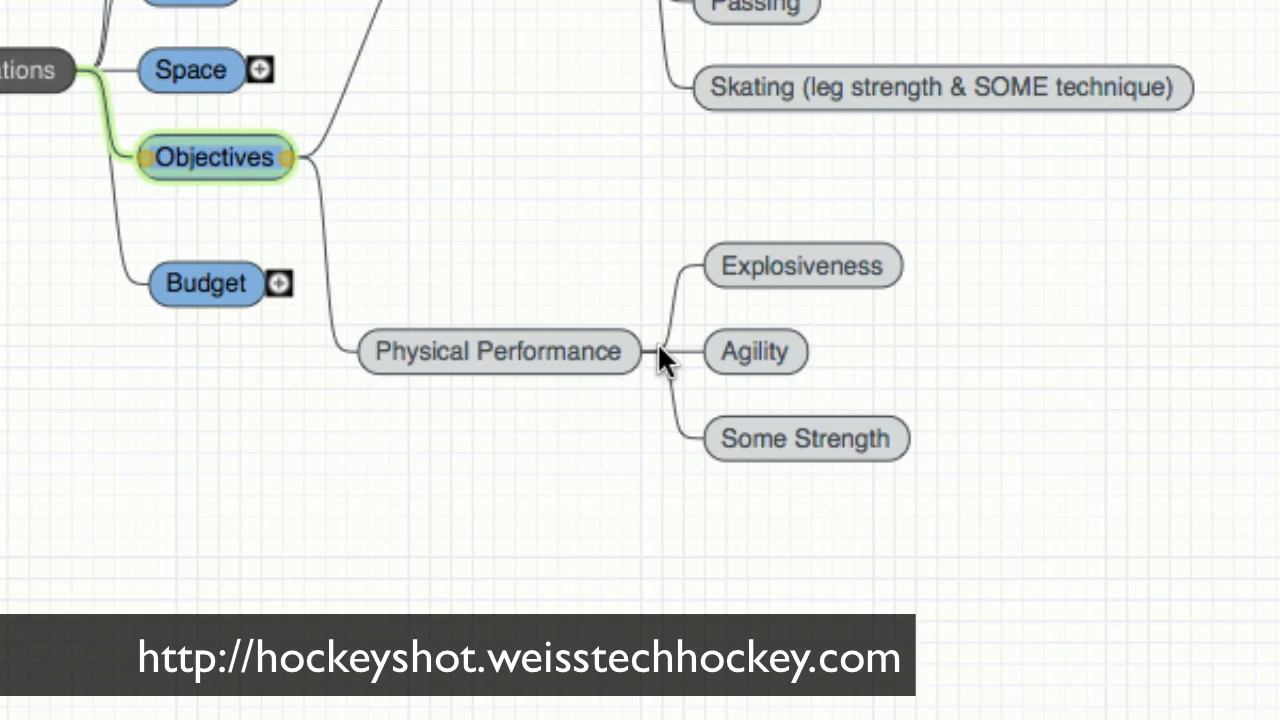 Passing
ations
Space
Skating (leg strength & SOME technique)
Objectives
Explosiveness
Budget
Physical Performance
Agility
Some Strength
http://hockeyshot.weisstechhockey.com